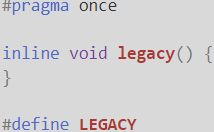 #pragma once
inline void legacy() {
}
#define LEGACY